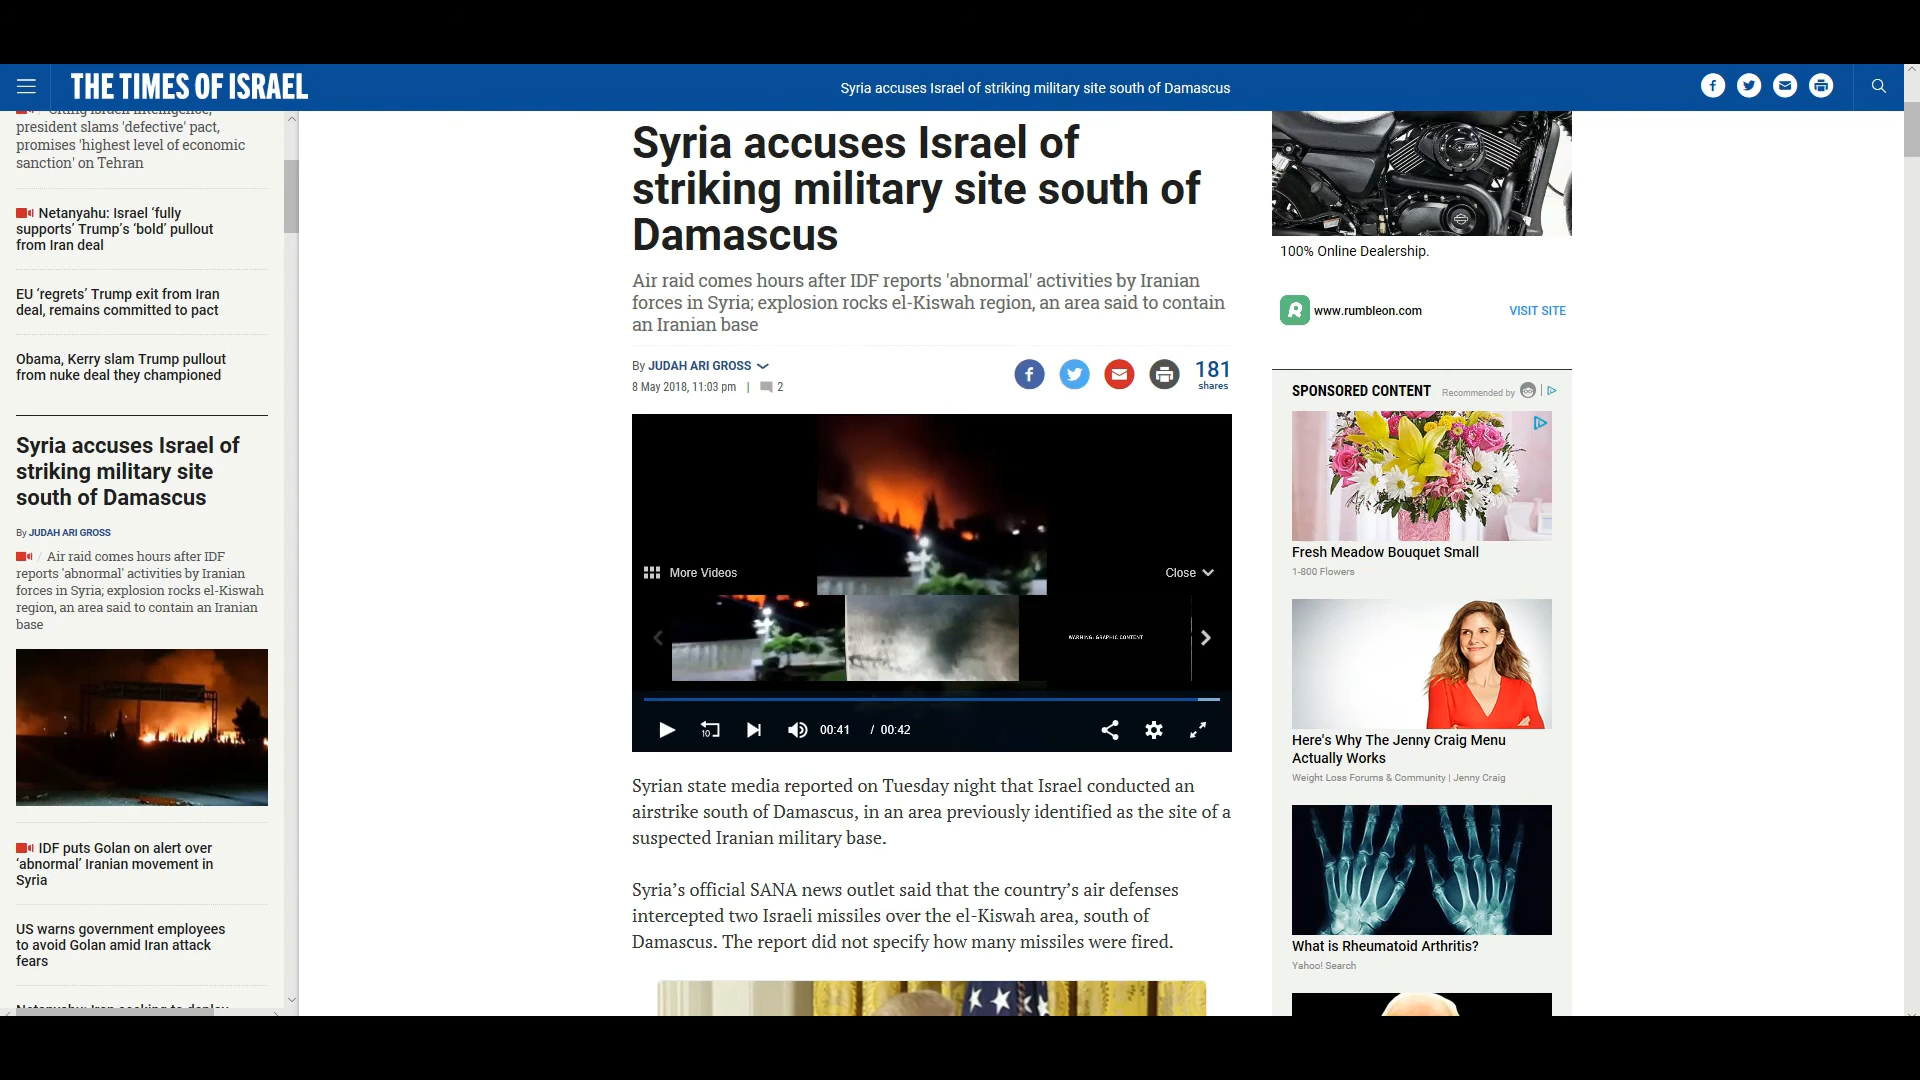 THE TIMES OF ISRAEL
Syria accuses Israel of striking military site south of Damascus
president slams 'defective' pact,
promises 'highest level of economic
sanction' on Tehran
Netanyahu: Israel ‘fully
supports’ Trump’s ‘bold’ pullout
from Iran deal
EU ‘regrets’ Trump exit from Iran
deal, remains committed to pact
Obama, Kerry slam Trump pullout
from nuke deal they championed
Syria accuses Israel of
striking military site
south of Damascus
By JUDAH ARI GROSS
/ Air raid comes hours after IDF
reports 'abnormal' activities by Iranian
forces in Syria; explosion rocks el-Kiswah
region, an area said to contain an Iranian
base
IDF puts Golan on alert over
‘abnormal’ Iranian movement in
Syria
US warns government employees
to avoid Golan amid Iran attack
fears
Syria accuses Israel of
striking military site south of
Damascus
Air raid comes hours after IDF reports 'abnormal' activities by Iranian
forces in Syria; explosion rocks el-Kiswah region, an area said to contain
an Iranian base
By JUDAH ARI GROSS
8 May 2018, 11:03 pm | 2
181
shares
More Videos
Close
WARNING: GRAPHIC CONTENT
10
00:41 / 00:42
Syrian state media reported on Tuesday night that Israel conducted an
airstrike south of Damascus, in an area previously identified as the site of a
suspected Iranian military base.
Syria’s official SANA news outlet said that the country’s air defenses
intercepted two Israeli missiles over the el-Kiswah area, south of
Damascus. The report did not specify how many missiles were fired.
100% Online Dealership.
www.rumbleon.com
VISIT SITE
SPONSORED CONTENT
Recommended by
Fresh Meadow Bouquet Small
1-800 Flowers
Here's Why The Jenny Craig Menu
Actually Works
Weight Loss Forums & Community | Jenny Craig
What is Rheumatoid Arthritis?
Yahoo! Search